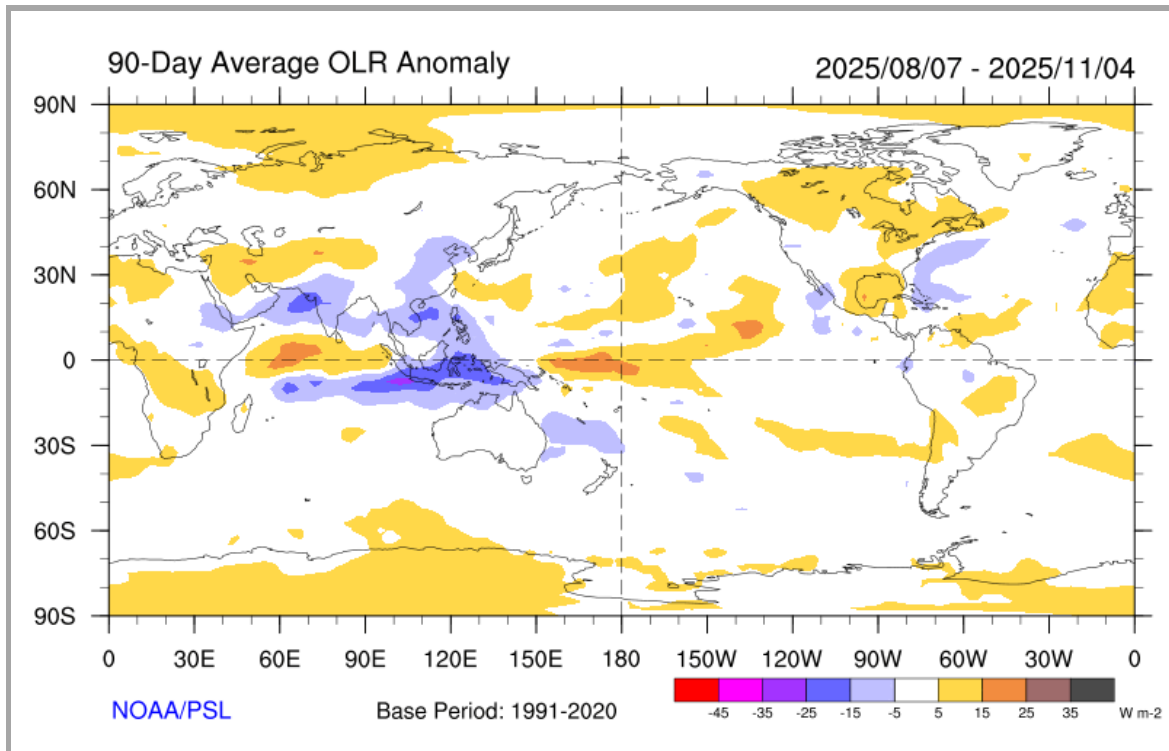 90-Day Average OLR Anomaly 2025/08/07 - 2025/11/04
90N
60N
30N
0
30S
60S
90S
0 30E 60E 90E 120E 150E 180 150W 120W 90W 60W 30W 0
-45 -35 -25 -15 -5 5 15 25 35 W m-2
NOAA/PSL Base Period: 1991-2020